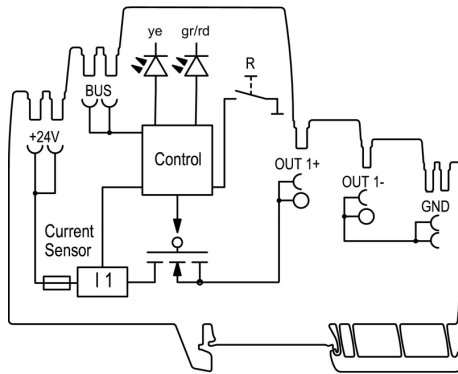 ye
gr/rd
R
BUS
+24V
Control
OUT 1+
OUT 1-
GND
Current
Sensor
I 1